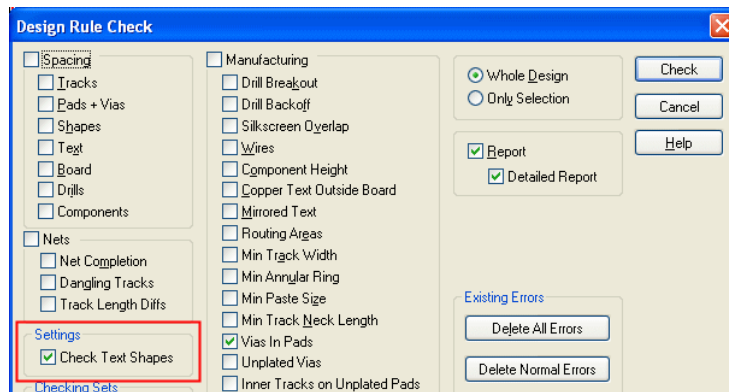 Design Rule Check
Spacing
Tracks
Pads + Vias
Shapes
Text
Board
Drills
Components
Nets
Net Completion
Dangling Tracks
Track Length Diffs
Settings
Check Text Shapes
Checking Sets
Manufacturing
Drill Breakout
Drill Backoff
Silkscreen Overlap
Wires
Component Height
Copper Text Outside Board
Mirrored Text
Routing Areas
Min Track Width
Min Annular Ring
Min Paste Size
Min Track Neck Length
Vias In Pads
Unplated Vias
Inner Tracks on Unplated Pads
Whole Design
Only Selection
Report
Detailed Report
Existing Errors
Delete All Errors
Delete Normal Errors
Check
Cancel
Help